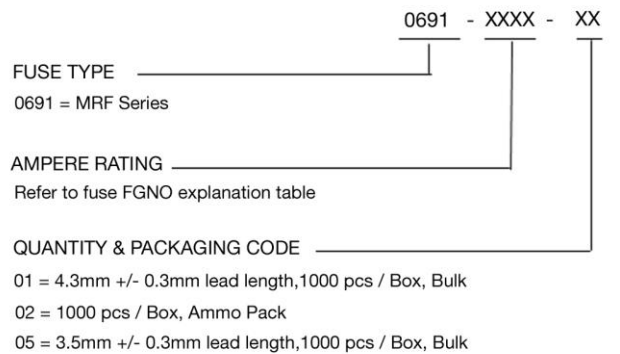 0691 - XXXX - XX
FUSE TYPE
0691 = MRF Series
AMPERE RATING
Refer to fuse FGNO explanation table
QUANTITY & PACKAGING CODE
01 = 4.3mm +/- 0.3mm lead length,1000 pcs / Box, Bulk
02 = 1000 pcs / Box, Ammo Pack
05 = 3.5mm +/- 0.3mm lead length,1000 pcs / Box, Bulk